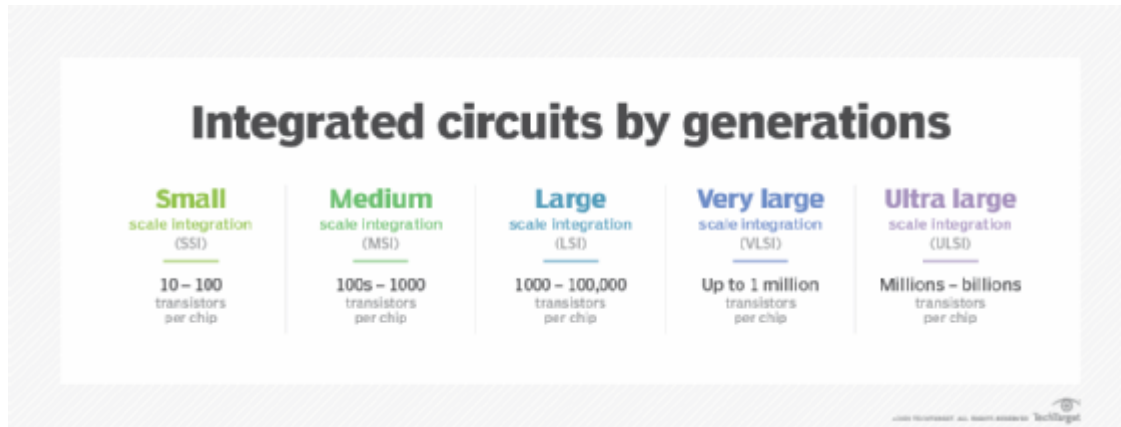 Integrated circuits by generations
Small
scale integration
(SSI)
10 – 100
transistors
per chip
Medium
scale integration
(MSI)
100s – 1000
transistors
per chip
Large
scale integration
(LSI)
1000 – 100,000
transistors
per chip
Very large
scale integration
(VLSI)
Up to 1 million
transistors
per chip
Ultra large
scale integration
(ULSI)
Millions – billions
transistors
per chip
TechTarget